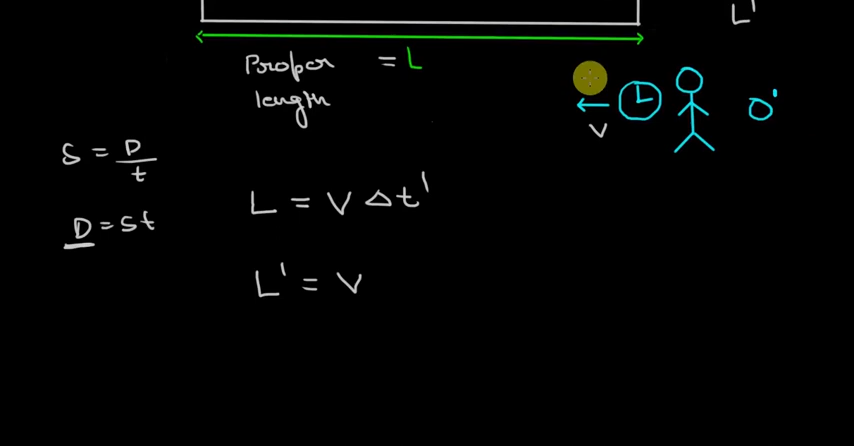 L'
Proper = L
length
V
O'
S = D/t
L = V Δt'
D = St
L' = V